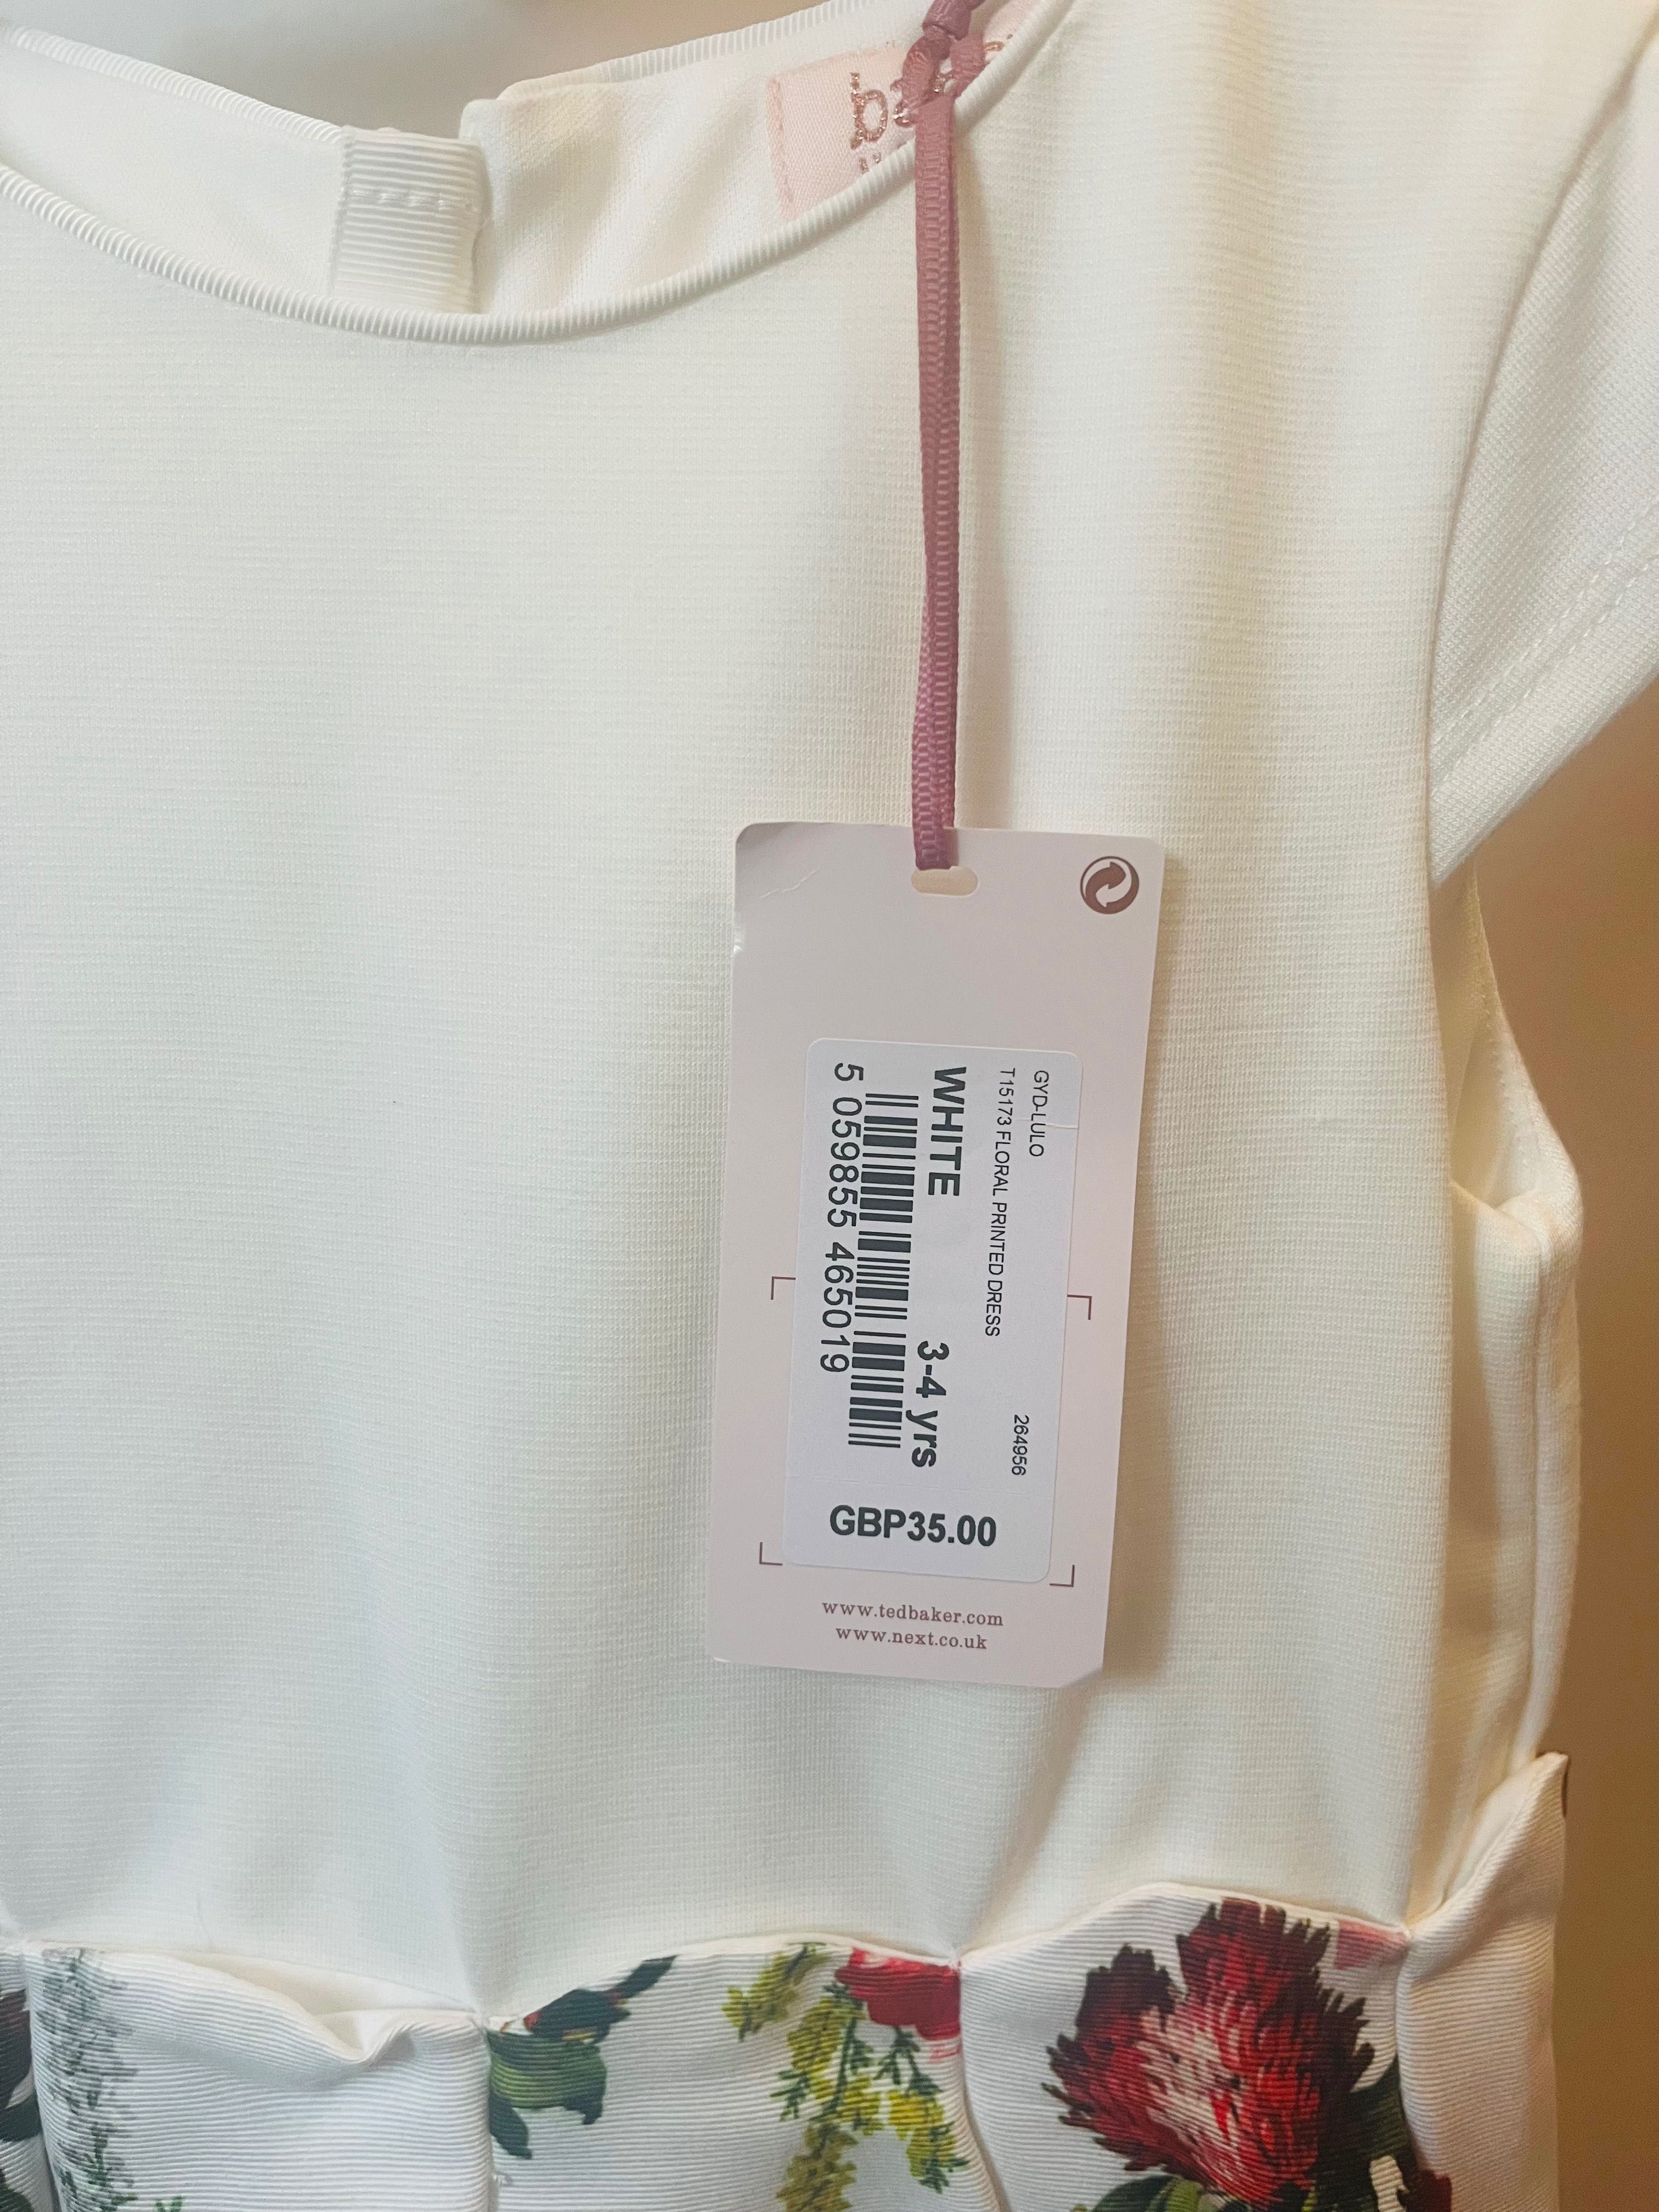 GYD-LULO
T15173 FLORAL PRINTED DRESS 264956
WHITE 3-4 yrs
5 059855 465019
GBP35.00
www.tedbaker.com
www.next.co.uk